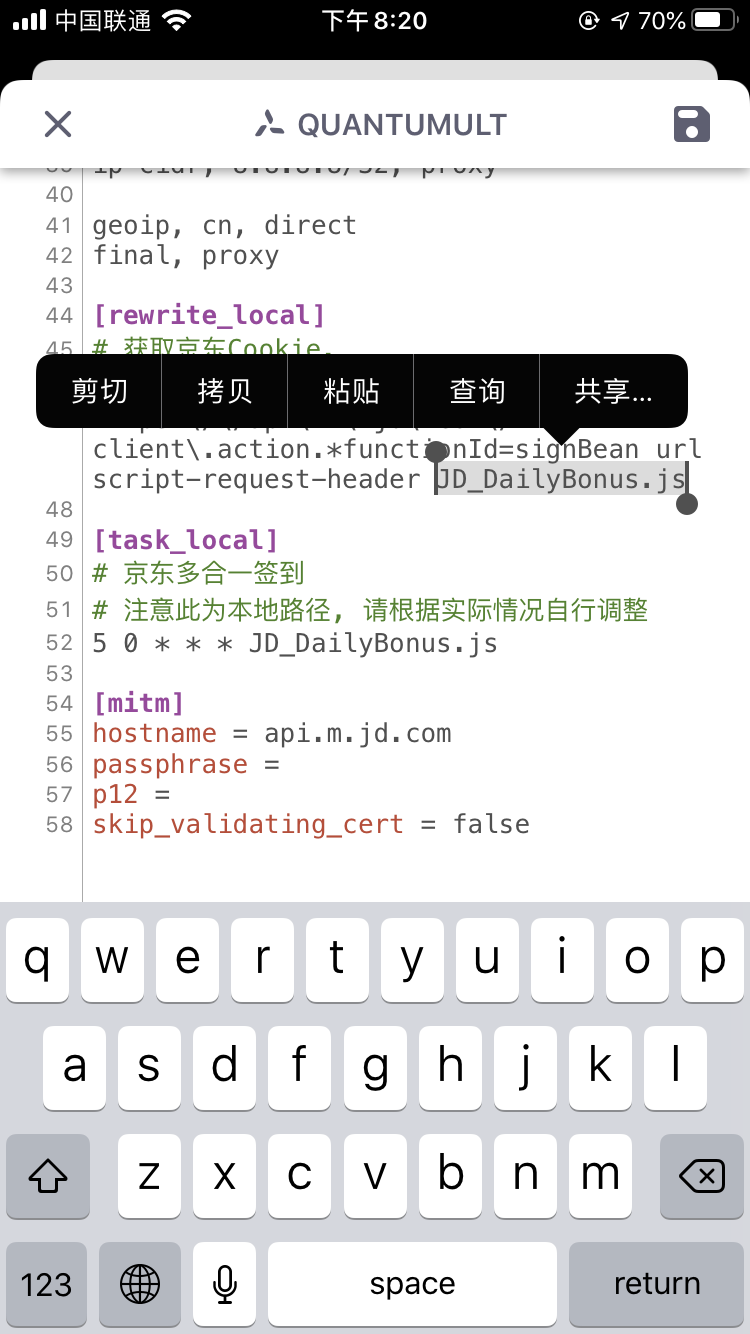 中国联通 下午8:20 70%
QUANTUMULT
40
41 geoip, cn, direct
42 final, proxy
43
44 [rewrite_local]
45 # 获取京东Cookie.
剪切 拷贝 粘贴 查询 共享...
client\.action.*functionId=signBean url
script-request-header JD_DailyBonus.js
48
49 [task_local]
50 # 京东多合一签到
51 # 注意此为本地路径, 请根据实际情况自行调整
52 5 0 * * * JD_DailyBonus.js
53
54 [mitm]
55 hostname = api.m.jd.com
56 passphrase =
57 p12 =
58 skip_validating_cert = false
q w e r t y u i o p
a s d f g h j k l
z x c v b n m
123 space return